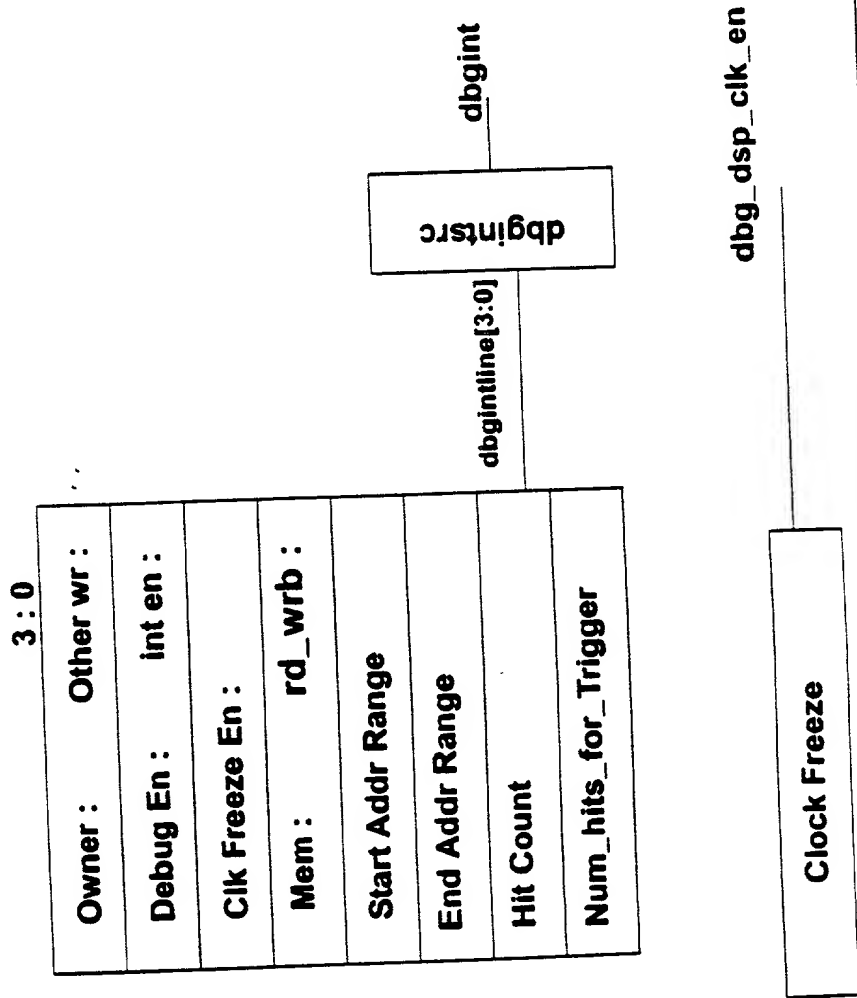 3 : 0
Owner : Other wr :
Debug En : int en :
Clk Freeze En :
Mem : rd_wrb :
Start Addr Range
End Addr Range
Hit Count
Num_hits_for_Trigger
dbgintline[3:0]
dbgintsrc
dbgint
Clock Freeze
dbg_dsp_clk_en